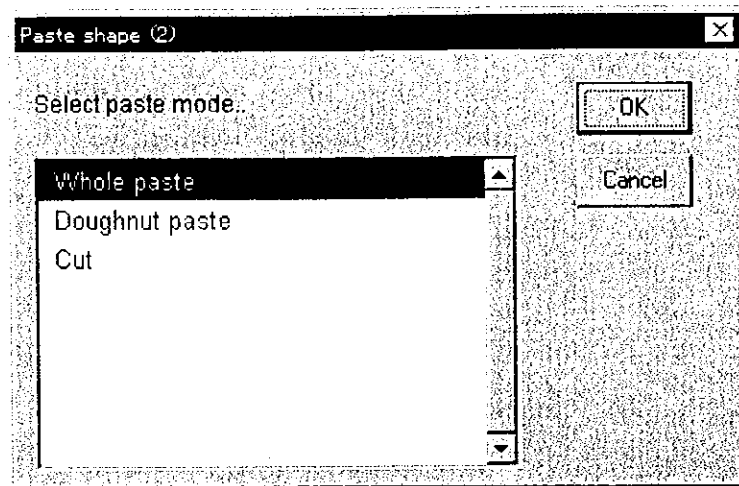 Paste shape (2)
Select paste mode..
OK
Whole paste
Cancel
Doughnut paste
Cut